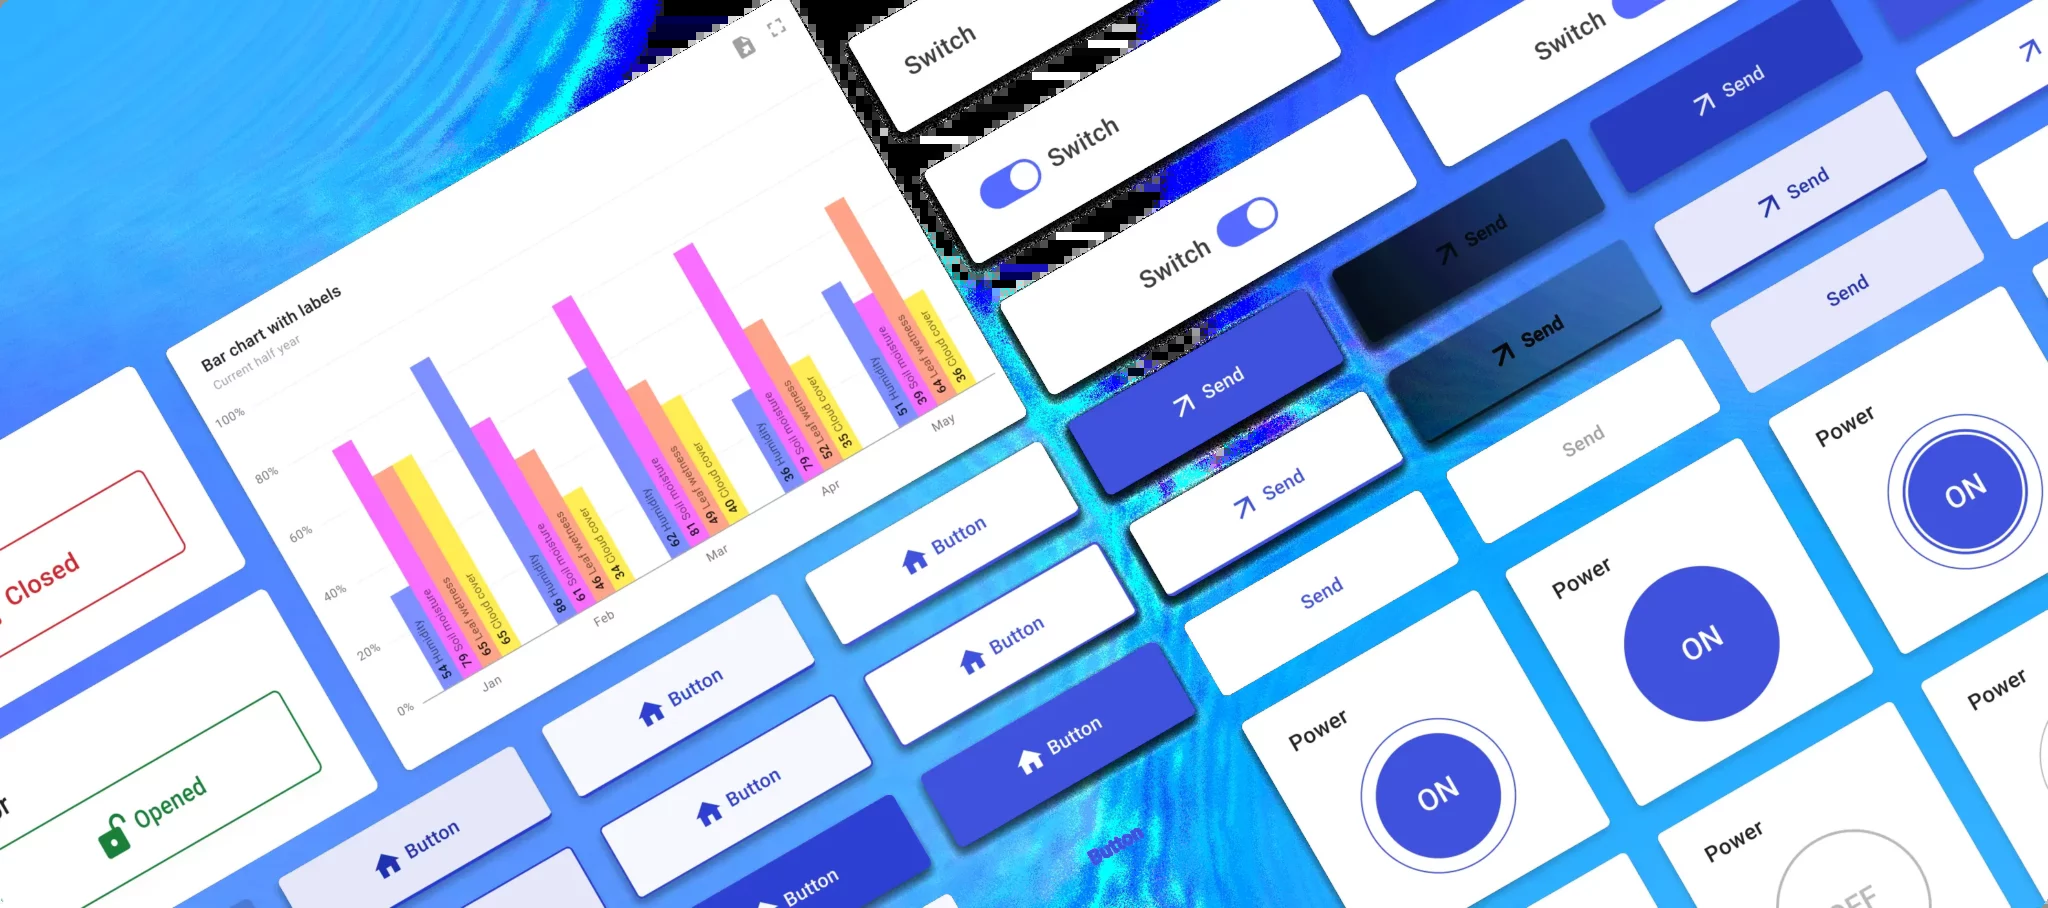 Bar chart with labels
Current half year
100%
80%
60%
40%
20%
0%
54 Humidity
79 Soil moisture
65 Leaf wetness
65 Cloud cover
Jan
86 Humidity
61 Soil moisture
46 Leaf wetness
34 Cloud cover
Feb
62 Humidity
81 Soil moisture
49 Leaf wetness
40 Cloud cover
Mar
36 Humidity
79 Soil moisture
52 Leaf wetness
35 Cloud cover
Apr
51 Humidity
39 Soil moisture
64 Leaf wetness
36 Cloud cover
May
Closed
Opened
Switch
Switch
Switch
Switch
Send
Send
Send
Send
Send
Send
Send
Send
Send
Send
Button
Button
Button
Button
Button
Button
Button
Button
Power
ON
Power
ON
Power
ON
Power
Power